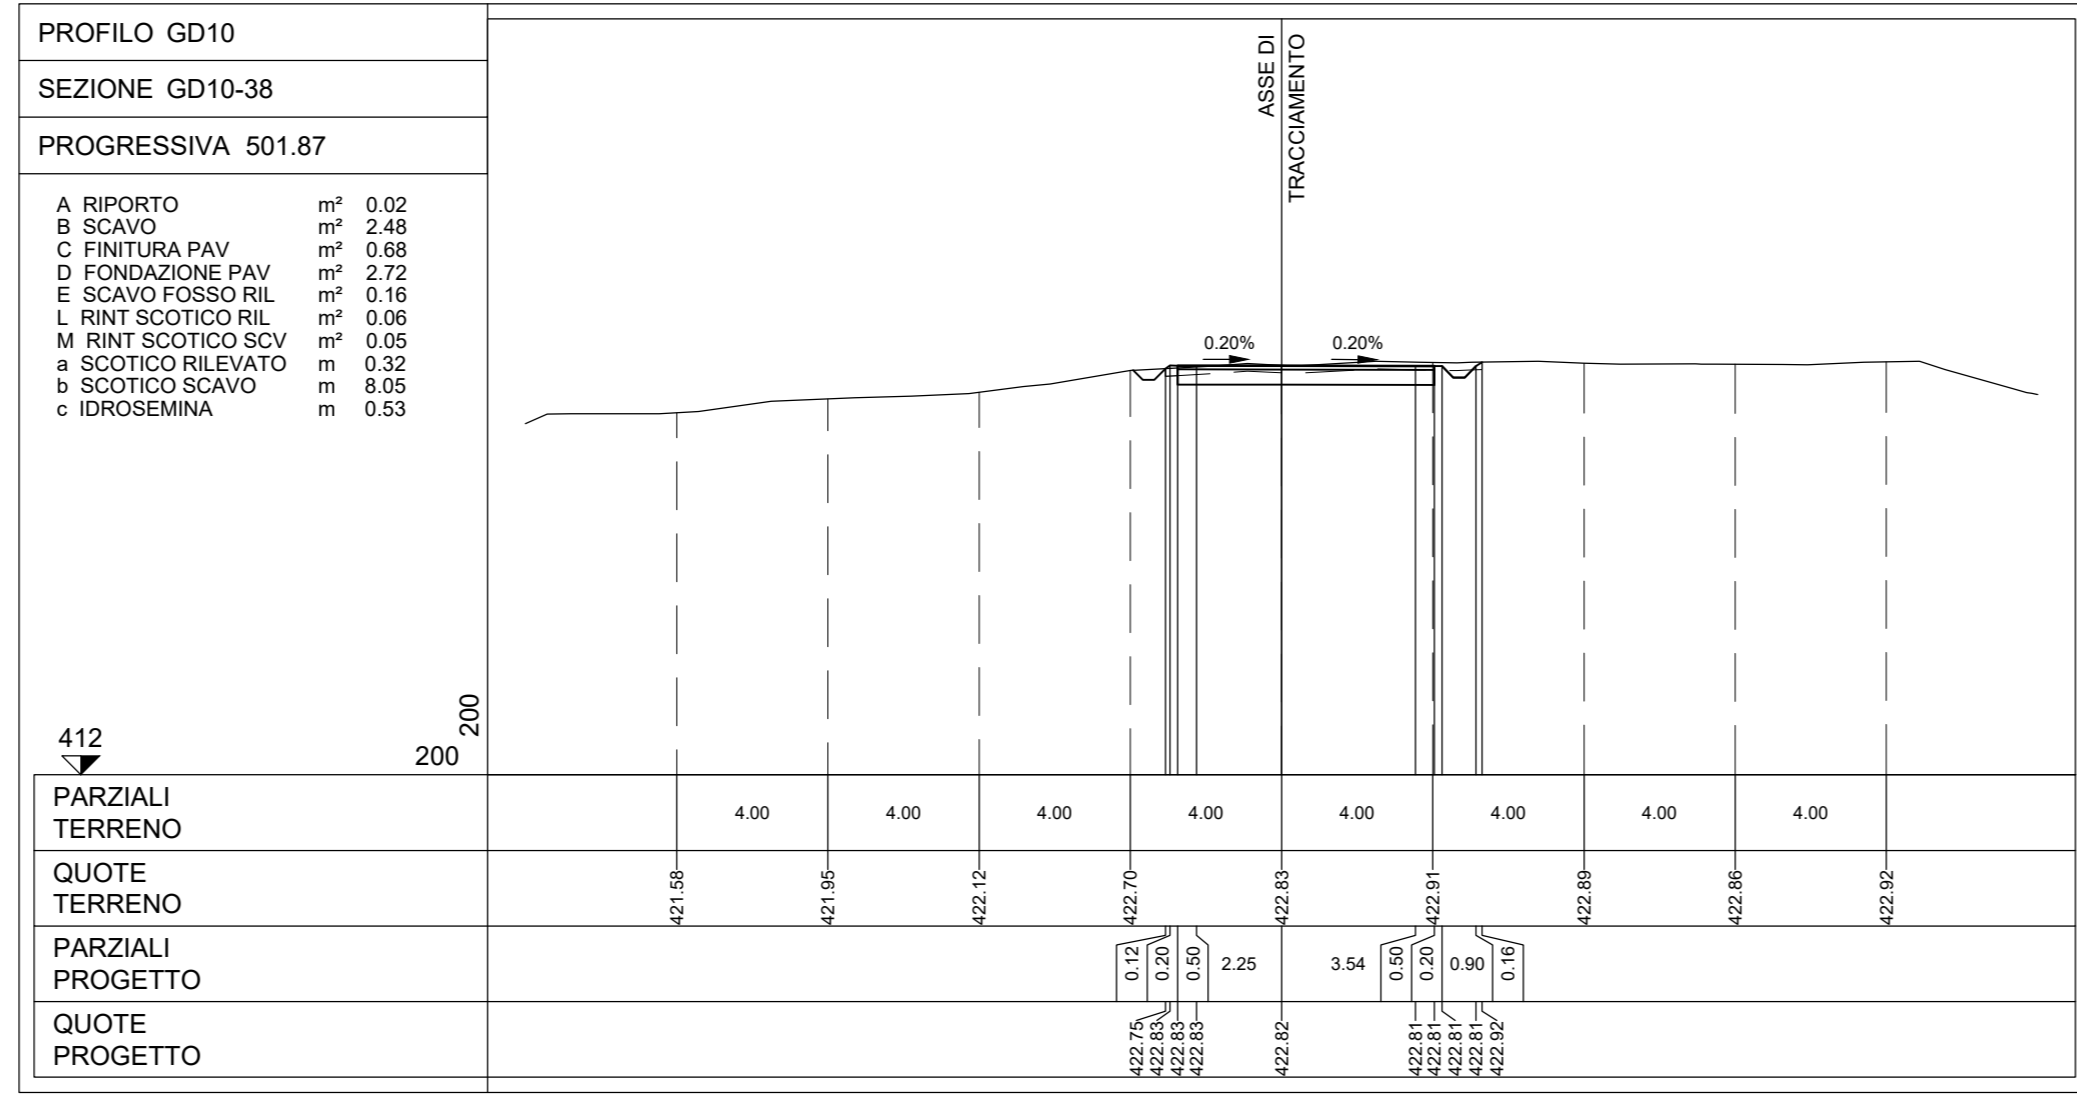 PROFILO GD10
SEZIONE GD10-38
PROGRESSIVA 501.87
A RIPORTO m² 0.02
B SCAVO m² 2.48
C FINITURA PAV m² 0.68
D FONDAZIONE PAV m² 2.72
E SCAVO FOSSO RIL m² 0.16
L RINT SCOTICO RIL m² 0.06
M RINT SCOTICO SCV m² 0.05
a SCOTICO RILEVATO m 0.32
b SCOTICO SCAVO m 8.05
c IDROSEMINA m 0.53
ASSE DI
TRACCIAMENTO
0.20% 0.20%
412
200
200
PARZIALI
TERRENO
4.00 4.00 4.00 4.00 4.00 4.00 4.00 4.00
QUOTE
TERRENO
421.58 421.95 422.12 422.70 422.83 422.91 422.89 422.86 422.92
PARZIALI
PROGETTO
0.12 0.20 0.50 2.25 3.54 0.50 0.20 0.90 0.16
QUOTE
PROGETTO
422.75 422.83 422.83 422.83 422.82 422.81 422.81 422.81 422.81 422.92